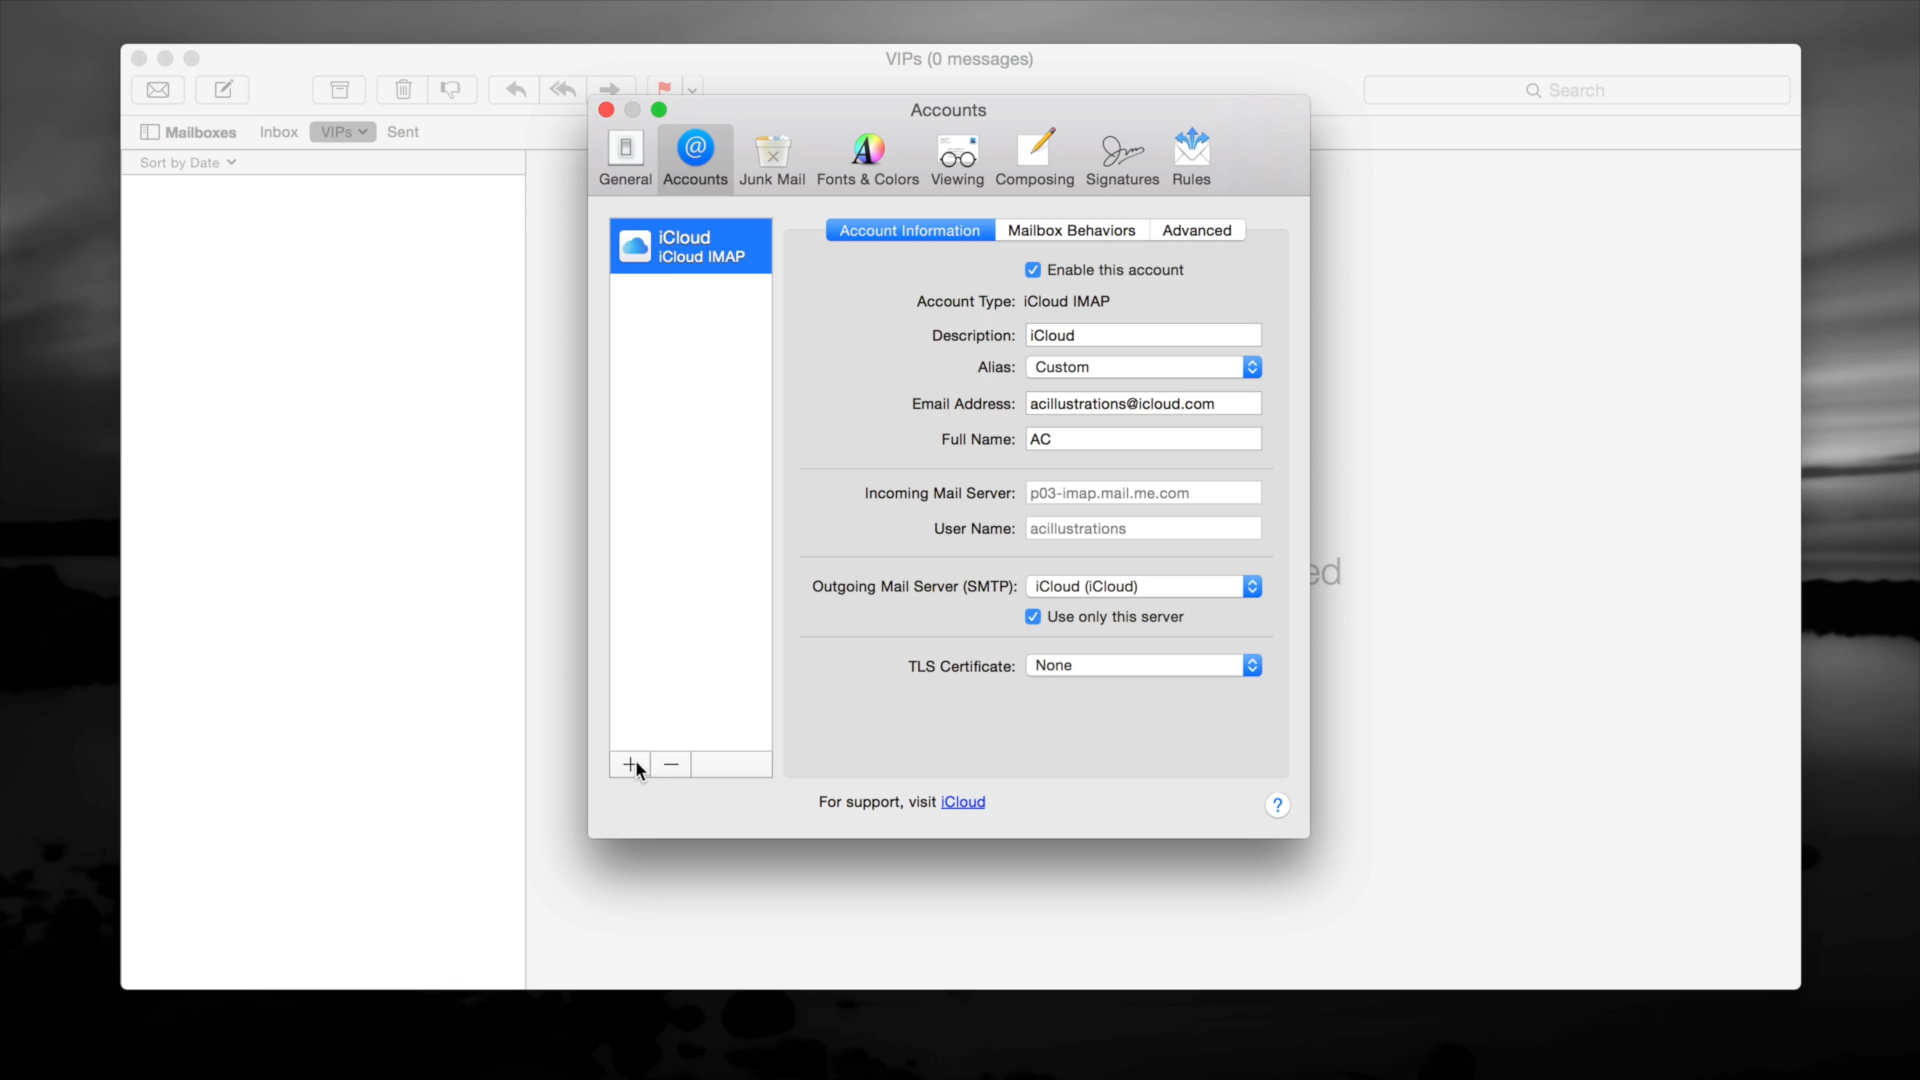 VIPs (0 messages)
Search
Mailboxes Inbox VIPs Sent
Sort by Date
Accounts
General Accounts Junk Mail Fonts & Colors Viewing Composing Signatures Rules
iCloud
iCloud IMAP
Account Information Mailbox Behaviors Advanced
Enable this account
Account Type: iCloud IMAP
Description: iCloud
Alias: Custom
Email Address: acillustrations@icloud.com
Full Name: AC
Incoming Mail Server: p03-imap.mail.me.com
User Name: acillustrations
Outgoing Mail Server (SMTP): iCloud (iCloud)
Use only this server
TLS Certificate: None
For support, visit iCloud
?